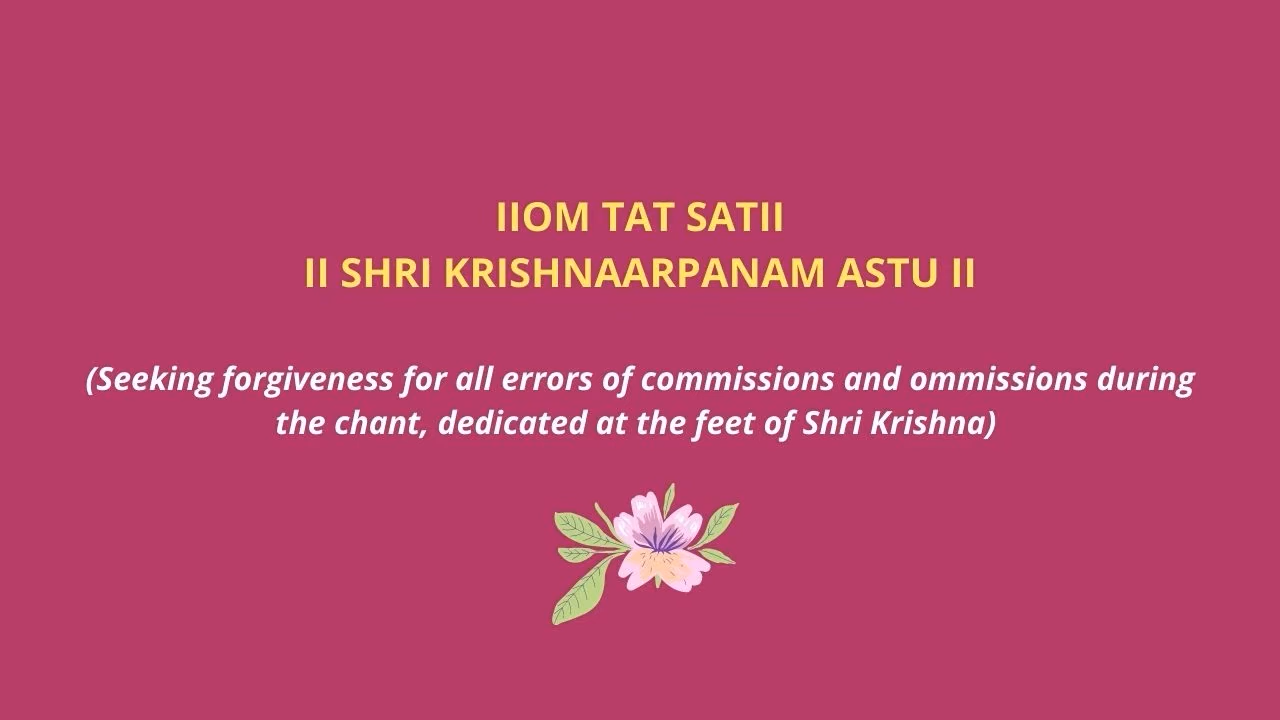 IIOM TAT SATII
II SHRI KRISHNAARPANAM ASTU II
(Seeking forgiveness for all errors of commissions and ommissions during
the chant, dedicated at the feet of Shri Krishna)